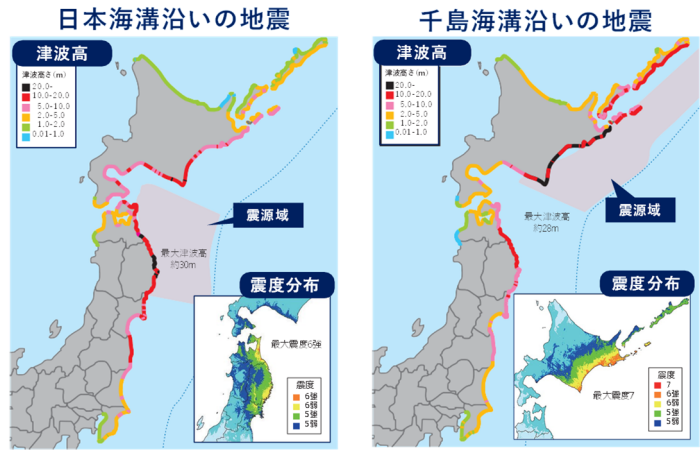 日本海溝沿いの地震
津波高
津波高さ(m)
20.0-
10.0-20.0
5.0-10.0
2.0-5.0
1.0-2.0
0.01-1.0
震源域
最大津波高
約30m
震度分布
最大震度6強
震度
6強
6弱
5強
5弱
千島海溝沿いの地震
津波高
津波高さ(m)
20.0-
10.0-20.0
5.0-10.0
2.0-5.0
1.0-2.0
0.01-1.0
震源域
最大津波高
約28m
震度分布
最大震度7
震度
7
6強
6弱
5強
5弱